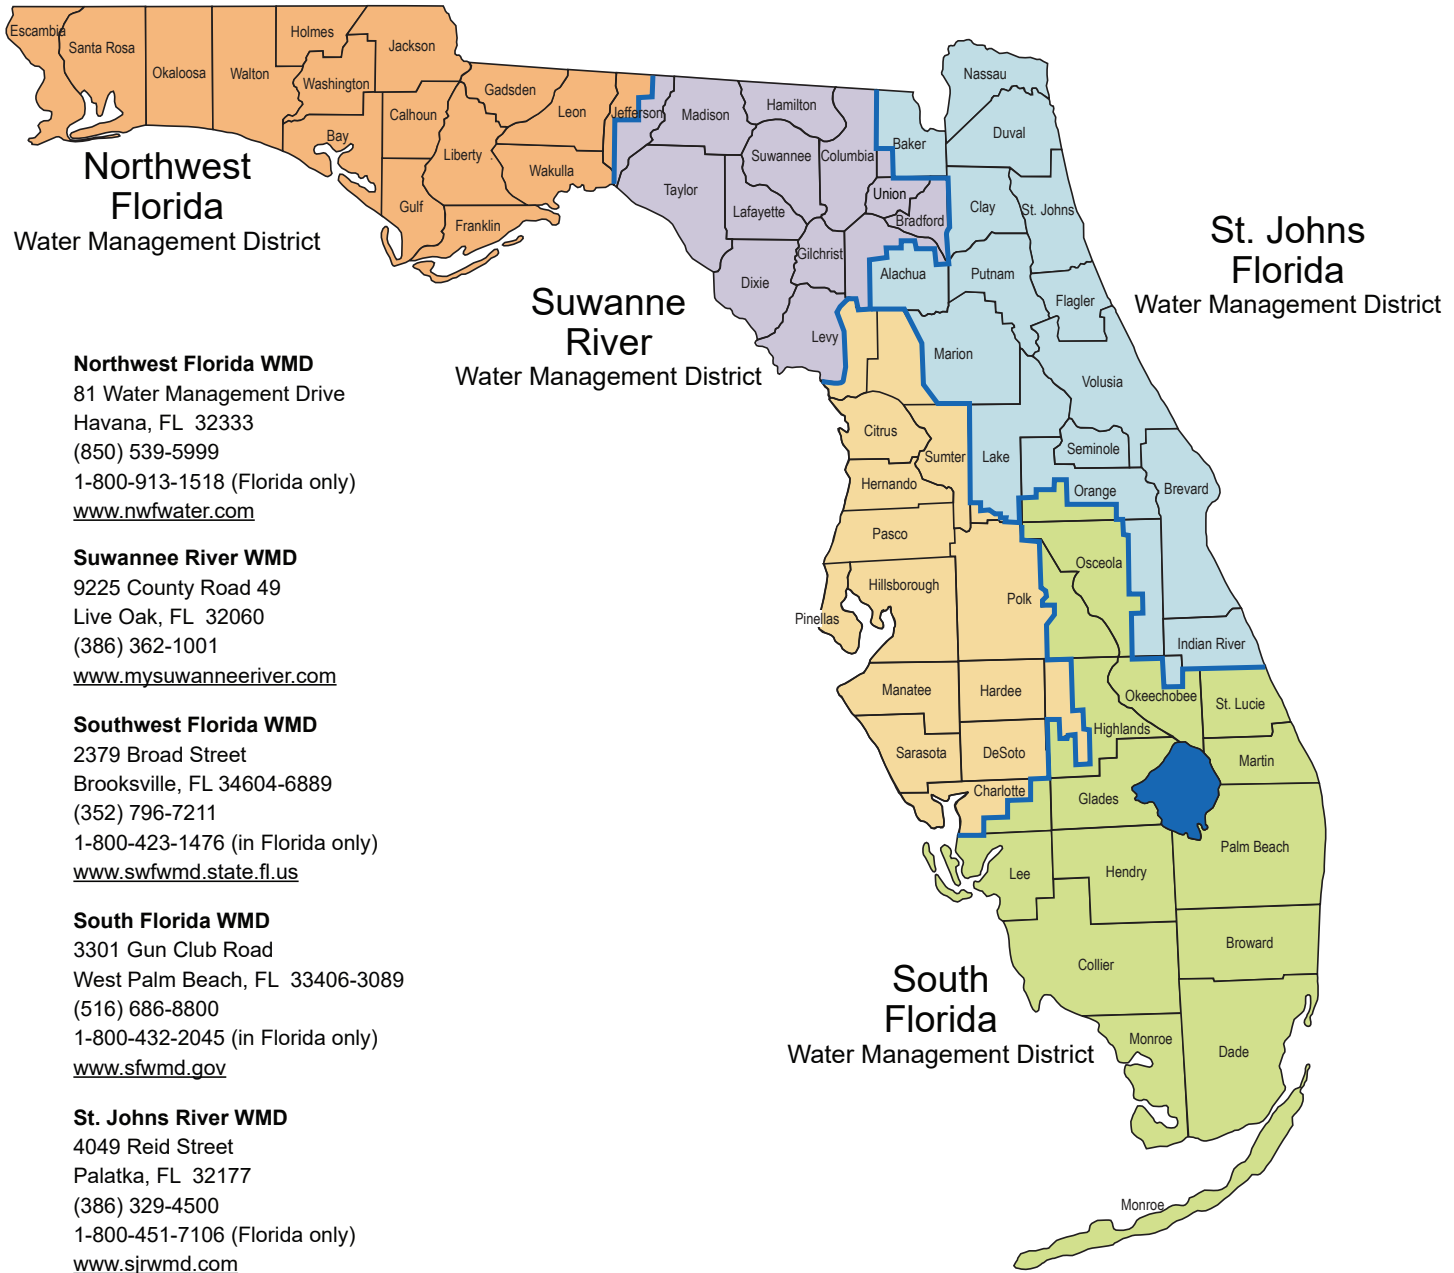 Escambia
Santa Rosa
Okaloosa
Walton
Holmes
Washington
Jackson
Bay
Calhoun
Gulf
Liberty
Gadsden
Franklin
Leon
Wakulla
Jefferson
Madison
Hamilton
Taylor
Suwannee
Columbia
Lafayette
Union
Bradford
Gilchrist
Dixie
Levy
Baker
Nassau
Duval
Clay
St. Johns
Alachua
Putnam
Flagler
Marion
Volusia
Citrus
Sumter
Lake
Seminole
Hernando
Orange
Brevard
Pasco
Osceola
Hillsborough
Polk
Pinellas
Indian River
Manatee
Hardee
Okeechobee
St. Lucie
Highlands
Sarasota
DeSoto
Martin
Charlotte
Glades
Palm Beach
Lee
Hendry
Broward
Collier
Monroe
Dade
Monroe
Northwest
Florida
Water Management District
Suwanne
River
Water Management District
St. Johns
Florida
Water Management District
South
Florida
Water Management District
Northwest Florida WMD
81 Water Management Drive
Havana, FL 32333
(850) 539-5999
1-800-913-1518 (Florida only)
www.nwfwater.com
Suwannee River WMD
9225 County Road 49
Live Oak, FL 32060
(386) 362-1001
www.mysuwanneeriver.com
Southwest Florida WMD
2379 Broad Street
Brooksville, FL 34604-6889
(352) 796-7211
1-800-423-1476 (in Florida only)
www.swfwmd.state.fl.us
South Florida WMD
3301 Gun Club Road
West Palm Beach, FL 33406-3089
(516) 686-8800
1-800-432-2045 (in Florida only)
www.sfwmd.gov
St. Johns River WMD
4049 Reid Street
Palatka, FL 32177
(386) 329-4500
1-800-451-7106 (Florida only)
www.sjrwmd.com